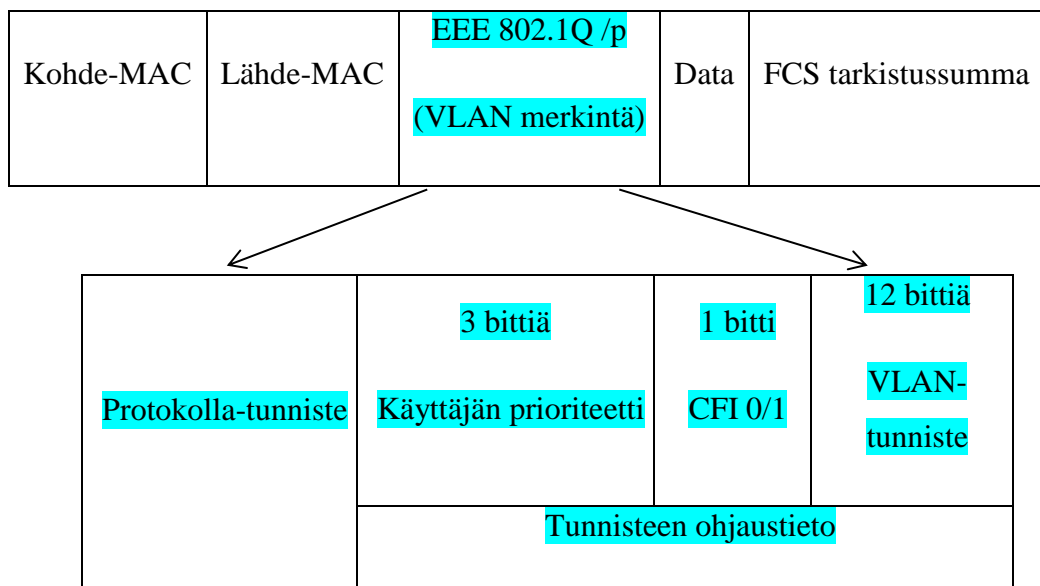 EEE 802.1Q /p
Kohde-MAC Lähde-MAC Data FCS tarkistussumma
(VLAN merkintä)
12 bittiä
3 bittiä 1 bitti
VLAN-
Protokolla-tunniste Käyttäjän prioriteetti CFI 0/1
tunniste
Tunnisteen ohjaustieto